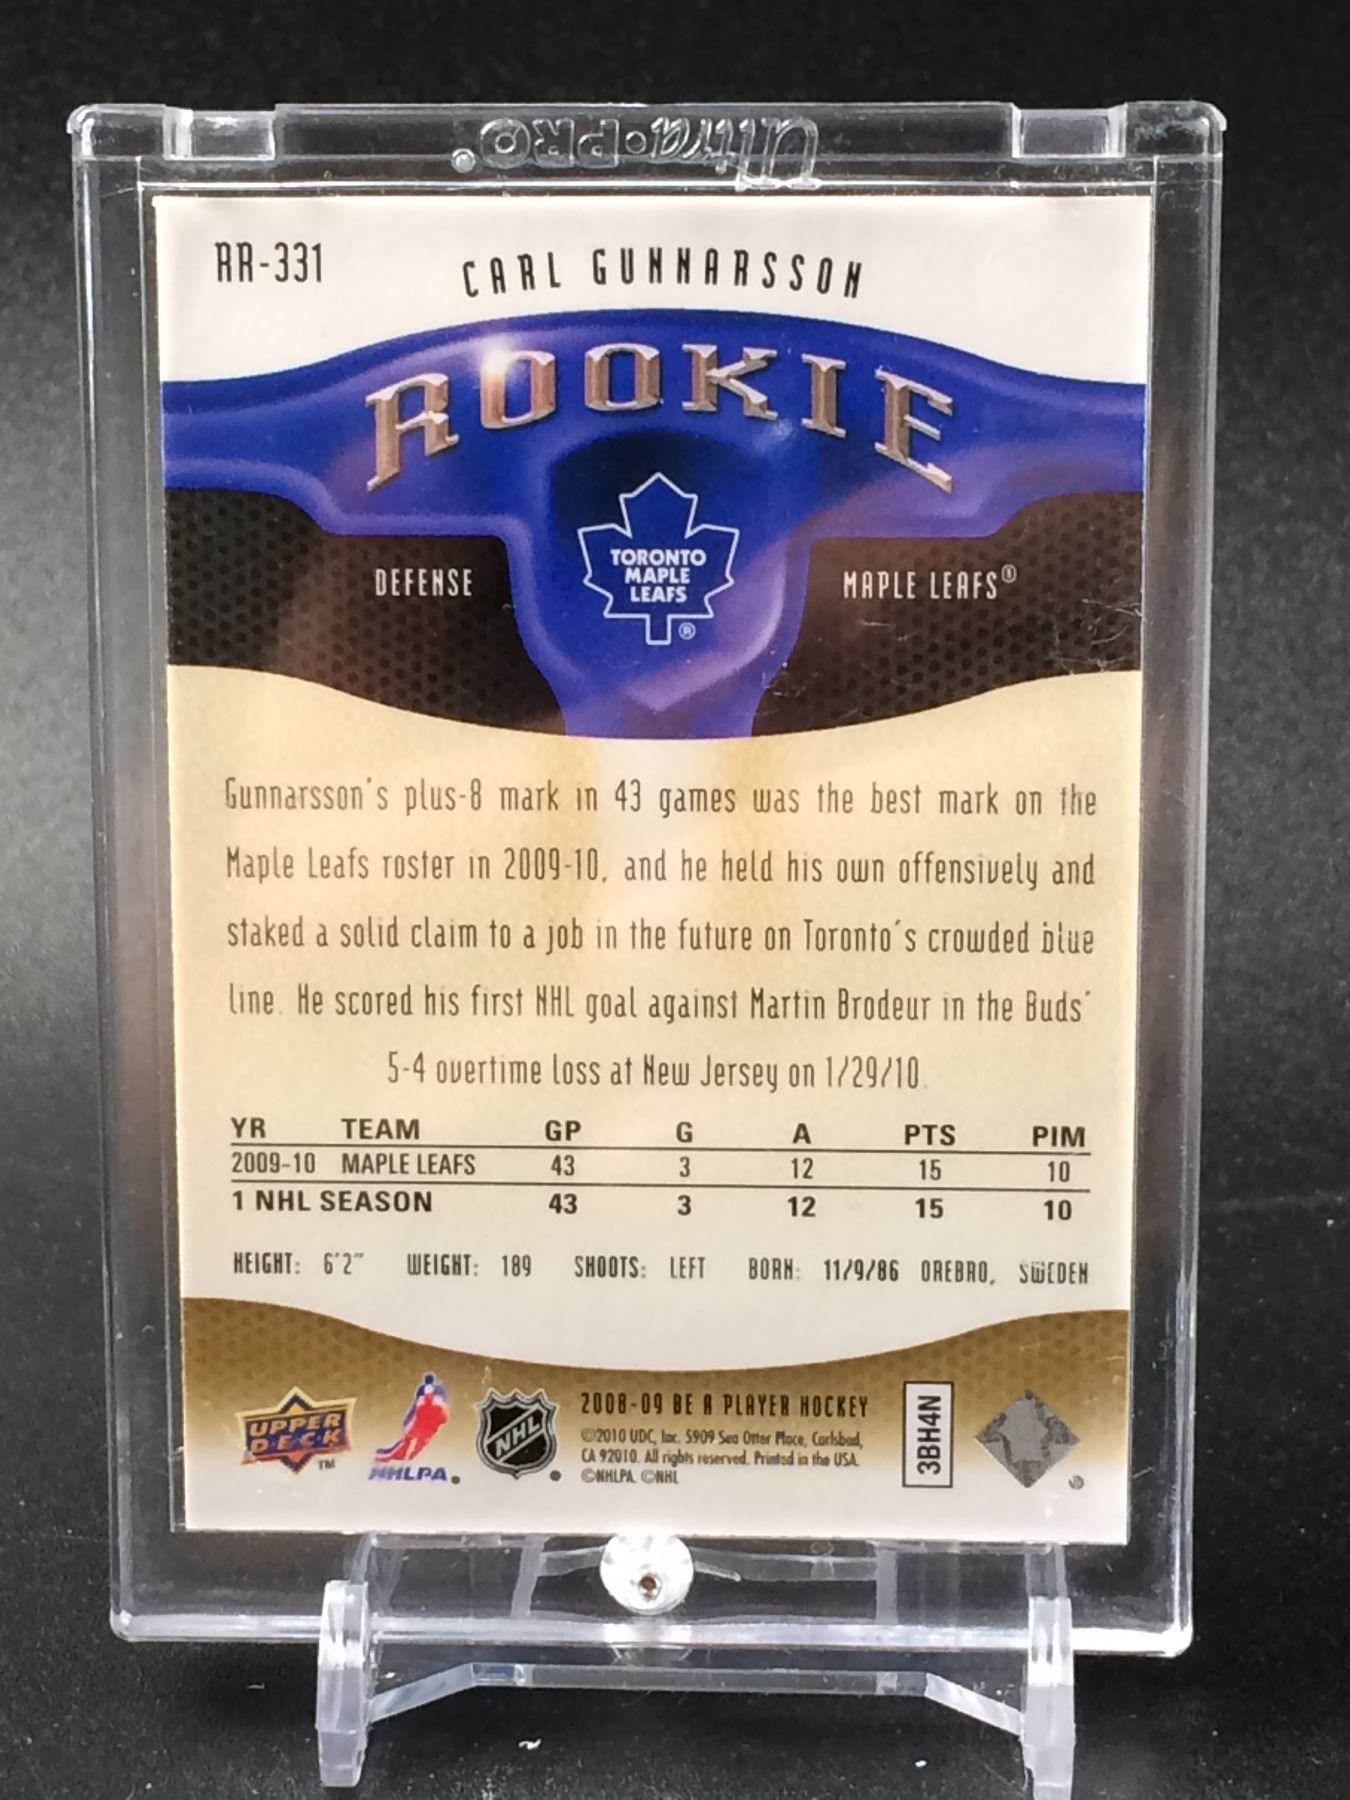 Ultra•PRO®
RR-331
CARL GUNNARSSON
ROOKIE
DEFENSE
TORONTO
MAPLE
LEAFS
®
MAPLE LEAFS®
Gunnarsson's plus-8 mark in 43 games was the best mark on the
Maple Leafs roster in 2009-10, and he held his own offensively and
staked a solid claim to a job in the future on Toronto's crowded blue
line. He scored his first NHL goal against Martin Brodeur in the Buds'
5-4 overtime loss at New Jersey on 1/29/10.
YR TEAM GP G A PTS PIM
2009-10 MAPLE LEAFS 43 3 12 15 10
1 NHL SEASON 43 3 12 15 10
HEIGHT: 6'2" WEIGHT: 189 SHOOTS: LEFT BORN: 11/9/86 OREBRO, SWEDEN
UPPER
DECK
TM
NHLPA
NHL
2008-09 BE A PLAYER HOCKEY
©2010 UDC, Inc. 5909 Sea Otter Place, Carlsbad,
CA 92010. All rights reserved. Printed in the USA.
©NHLPA. ©NHL
3BH4N